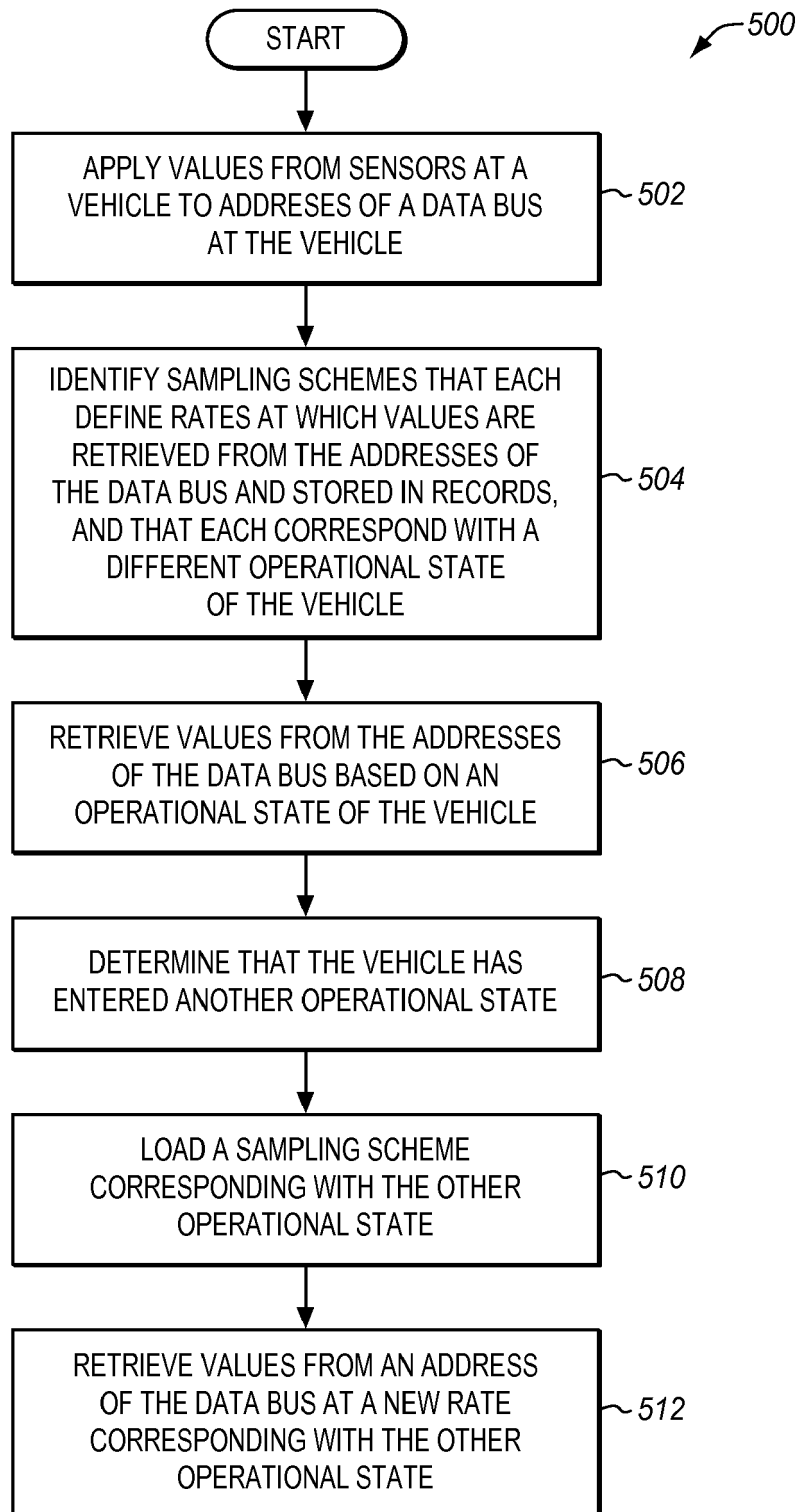 START
500
APPLY VALUES FROM SENSORS AT A
VEHICLE TO ADDRESES OF A DATA BUS
AT THE VEHICLE
502
IDENTIFY SAMPLING SCHEMES THAT EACH
DEFINE RATES AT WHICH VALUES ARE
RETRIEVED FROM THE ADDRESSES OF
THE DATA BUS AND STORED IN RECORDS,
AND THAT EACH CORRESPOND WITH A
DIFFERENT OPERATIONAL STATE
OF THE VEHICLE
504
RETRIEVE VALUES FROM THE ADDRESSES
OF THE DATA BUS BASED ON AN
OPERATIONAL STATE OF THE VEHICLE
506
DETERMINE THAT THE VEHICLE HAS
ENTERED ANOTHER OPERATIONAL STATE
508
LOAD A SAMPLING SCHEME
CORRESPONDING WITH THE OTHER
OPERATIONAL STATE
510
RETRIEVE VALUES FROM AN ADDRESS
OF THE DATA BUS AT A NEW RATE
CORRESPONDING WITH THE OTHER
OPERATIONAL STATE
512